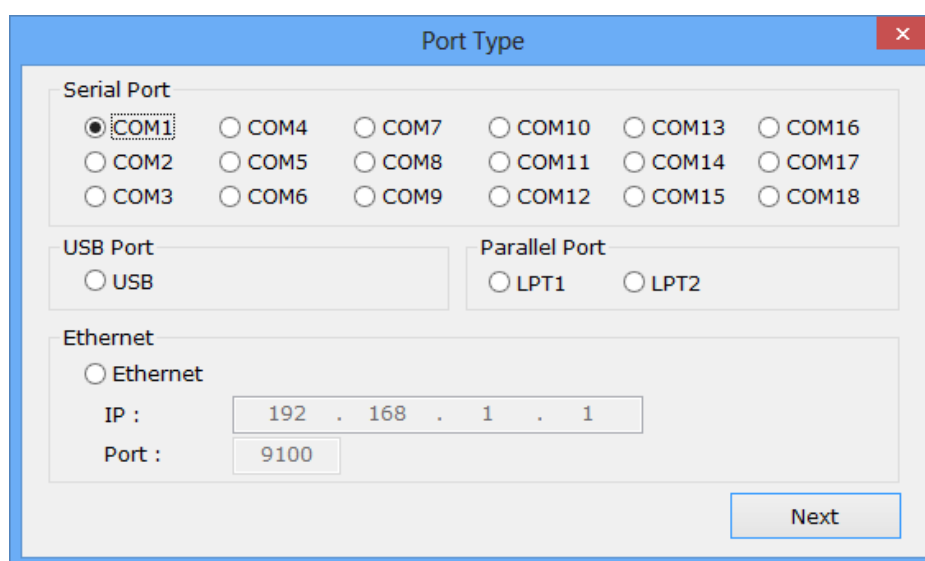 Port Type
Serial Port
COM1 COM4 COM7 COM10 COM13 COM16
COM2 COM5 COM8 COM11 COM14 COM17
COM3 COM6 COM9 COM12 COM15 COM18
USB Port
USB
Parallel Port
LPT1 LPT2
Ethernet
Ethernet
IP : 192 . 168 . 1 . 1
Port : 9100
Next